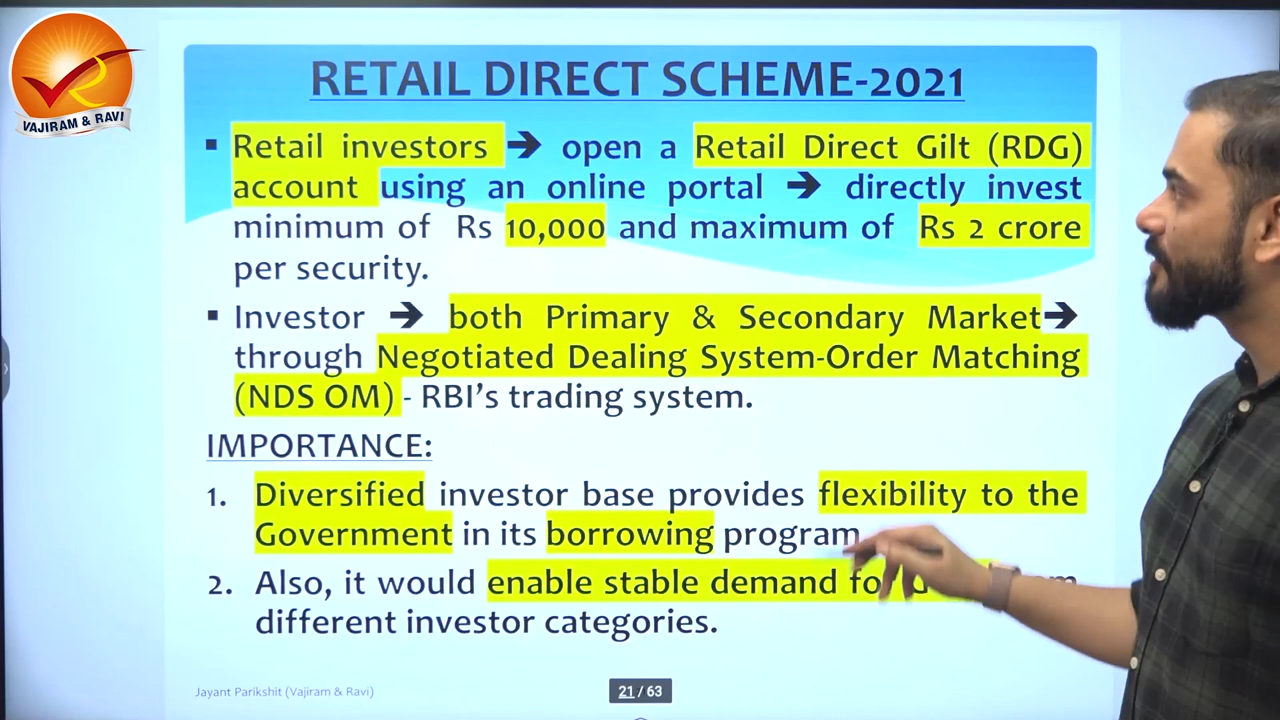 VAJIRAM & RAVI
RETAIL DIRECT SCHEME-2021
▪ Retail investors ➔ open a Retail Direct Gilt (RDG)
account using an online portal ➔ directly invest
minimum of Rs 10,000 and maximum of Rs 2 crore
per security.
▪ Investor ➔ both Primary & Secondary Market➔
through Negotiated Dealing System-Order Matching
(NDS OM) - RBI's trading system.
IMPORTANCE:
1. Diversified investor base provides flexibility to the
Government in its borrowing program
2. Also, it would enable stable demand
different investor categories.
Jayant Parikshit (Vajiram & Ravi)
21 / 63